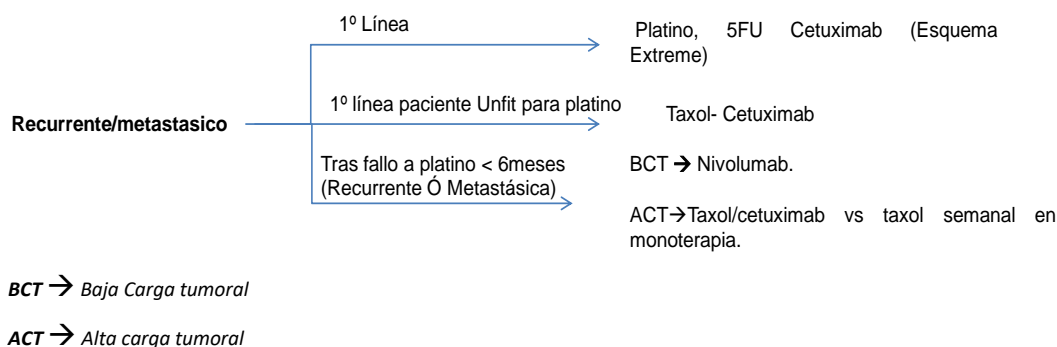 1º Línea
Platino, 5FU Cetuximab (Esquema
Extreme)
1º línea paciente Unfit para platino
Taxol- Cetuximab
Recurrente/metastasico
Tras fallo a platino < 6meses
(Recurrente Ó Metastásica)
BCT → Nivolumab.
ACT→Taxol/cetuximab vs taxol semanal en
monoterapia.
BCT → Baja Carga tumoral
ACT → Alta carga tumoral